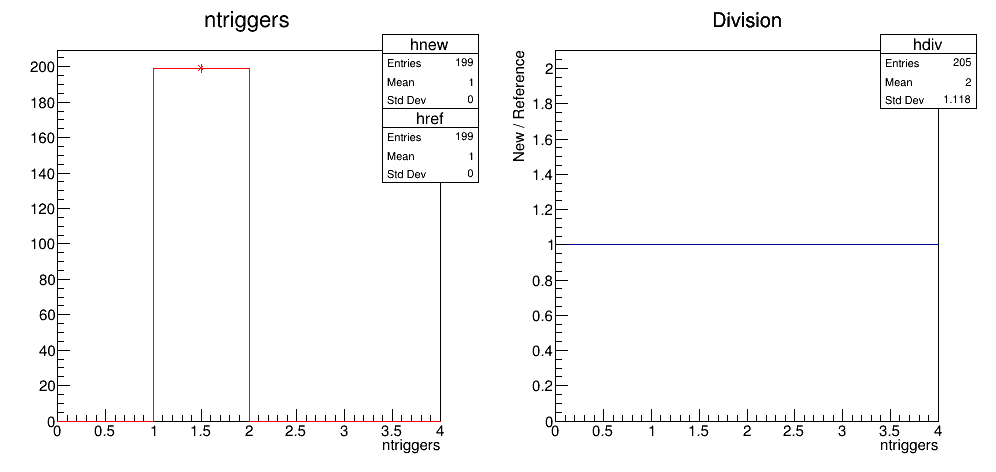 ntriggers
hnew
Entries 199
Mean 1
Std Dev 0
href
Entries 199
Mean 1
Std Dev 0
200
180
160
140
120
100
80
60
40
20
0
0 0.5 1 1.5 2 2.5 3 3.5 4
ntriggers
Division
hdiv
Entries 205
Mean 2
Std Dev 1.118
New / Reference
2
1.8
1.6
1.4
1.2
1
0.8
0.6
0.4
0.2
0
0 0.5 1 1.5 2 2.5 3 3.5 4
ntriggers